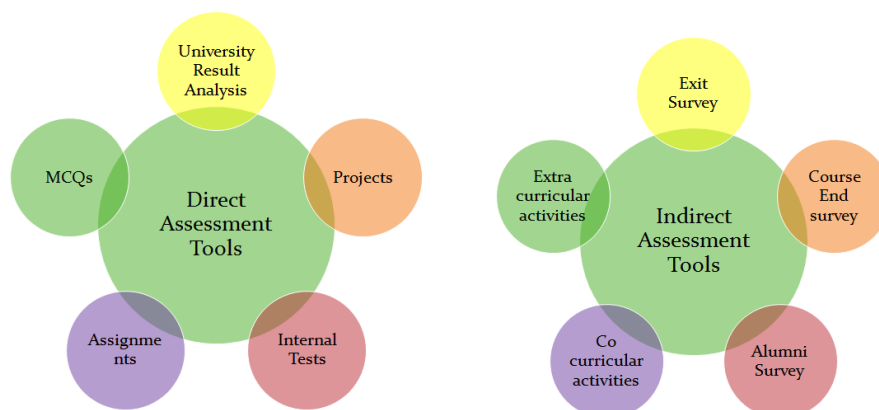 University
Result
Analysis
MCQs
Projects
Direct
Assessment
Tools
Assignme
nts
Internal
Tests
Exit
Survey
Extra
curricular
activities
Course
End
survey
Indirect
Assessment
Tools
Co
curricular
activities
Alumni
Survey